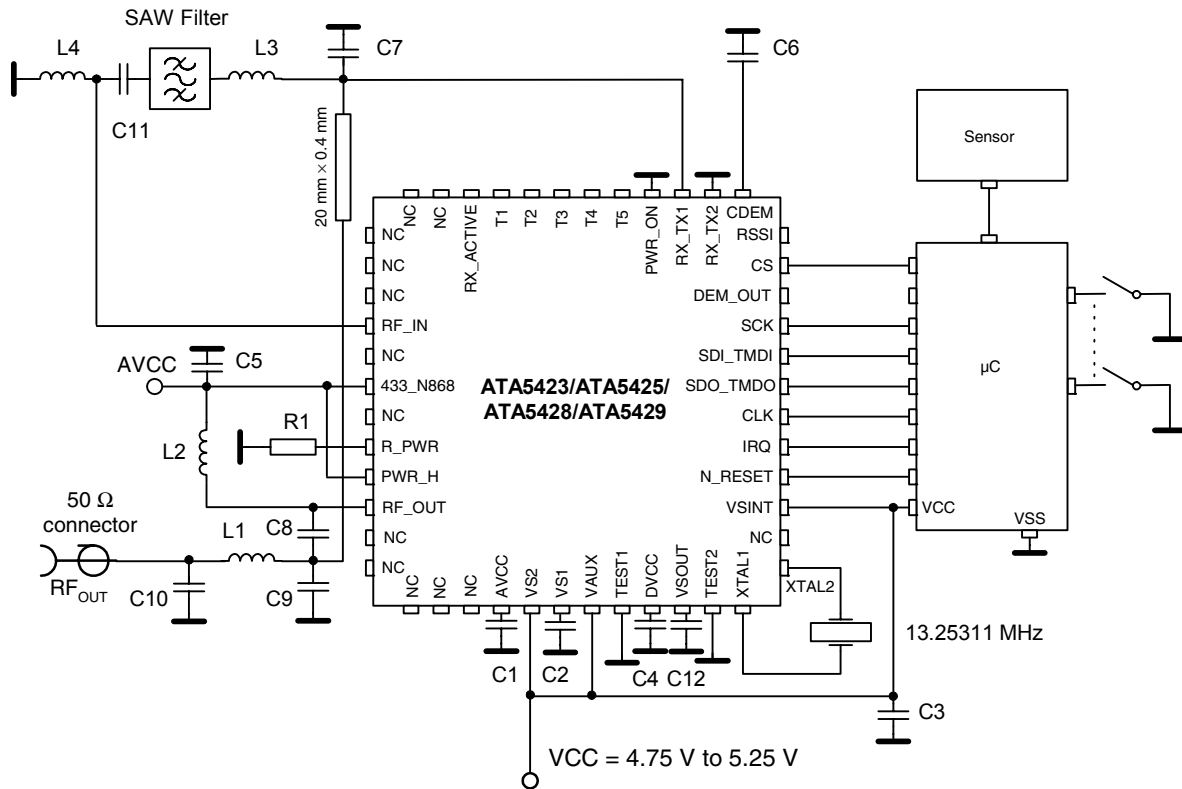 SAW Filter
L4
L3
C7
C6
C11
20 mm × 0.4 mm
Sensor
NC
NC
RX_ACTIVE
T1
T2
T3
T4
T5
PWR_ON
RX_TX1
RX_TX2
CDEM
NC
NC
NC
RF_IN
NC
433_N868
NC
R_PWR
PWR_H
RF_OUT
NC
NC
RSSI
CS
DEM_OUT
SCK
SDI_TMDI
SDO_TMDO
CLK
IRQ
N_RESET
VSINT
NC
XTAL2
ATA5423/ATA5425/
ATA5428/ATA5429
µC
VCC
VSS
AVCC
C5
R1
L2
50 Ω
connector
L1
C8
RFOUT
C10
C9
NC
NC
NC
AVCC
VS2
VS1
VAUX
TEST1
DVCC
VSOUT
TEST2
XTAL1
13.25311 MHz
C1
C2
C4
C12
C3
VCC = 4.75 V to 5.25 V